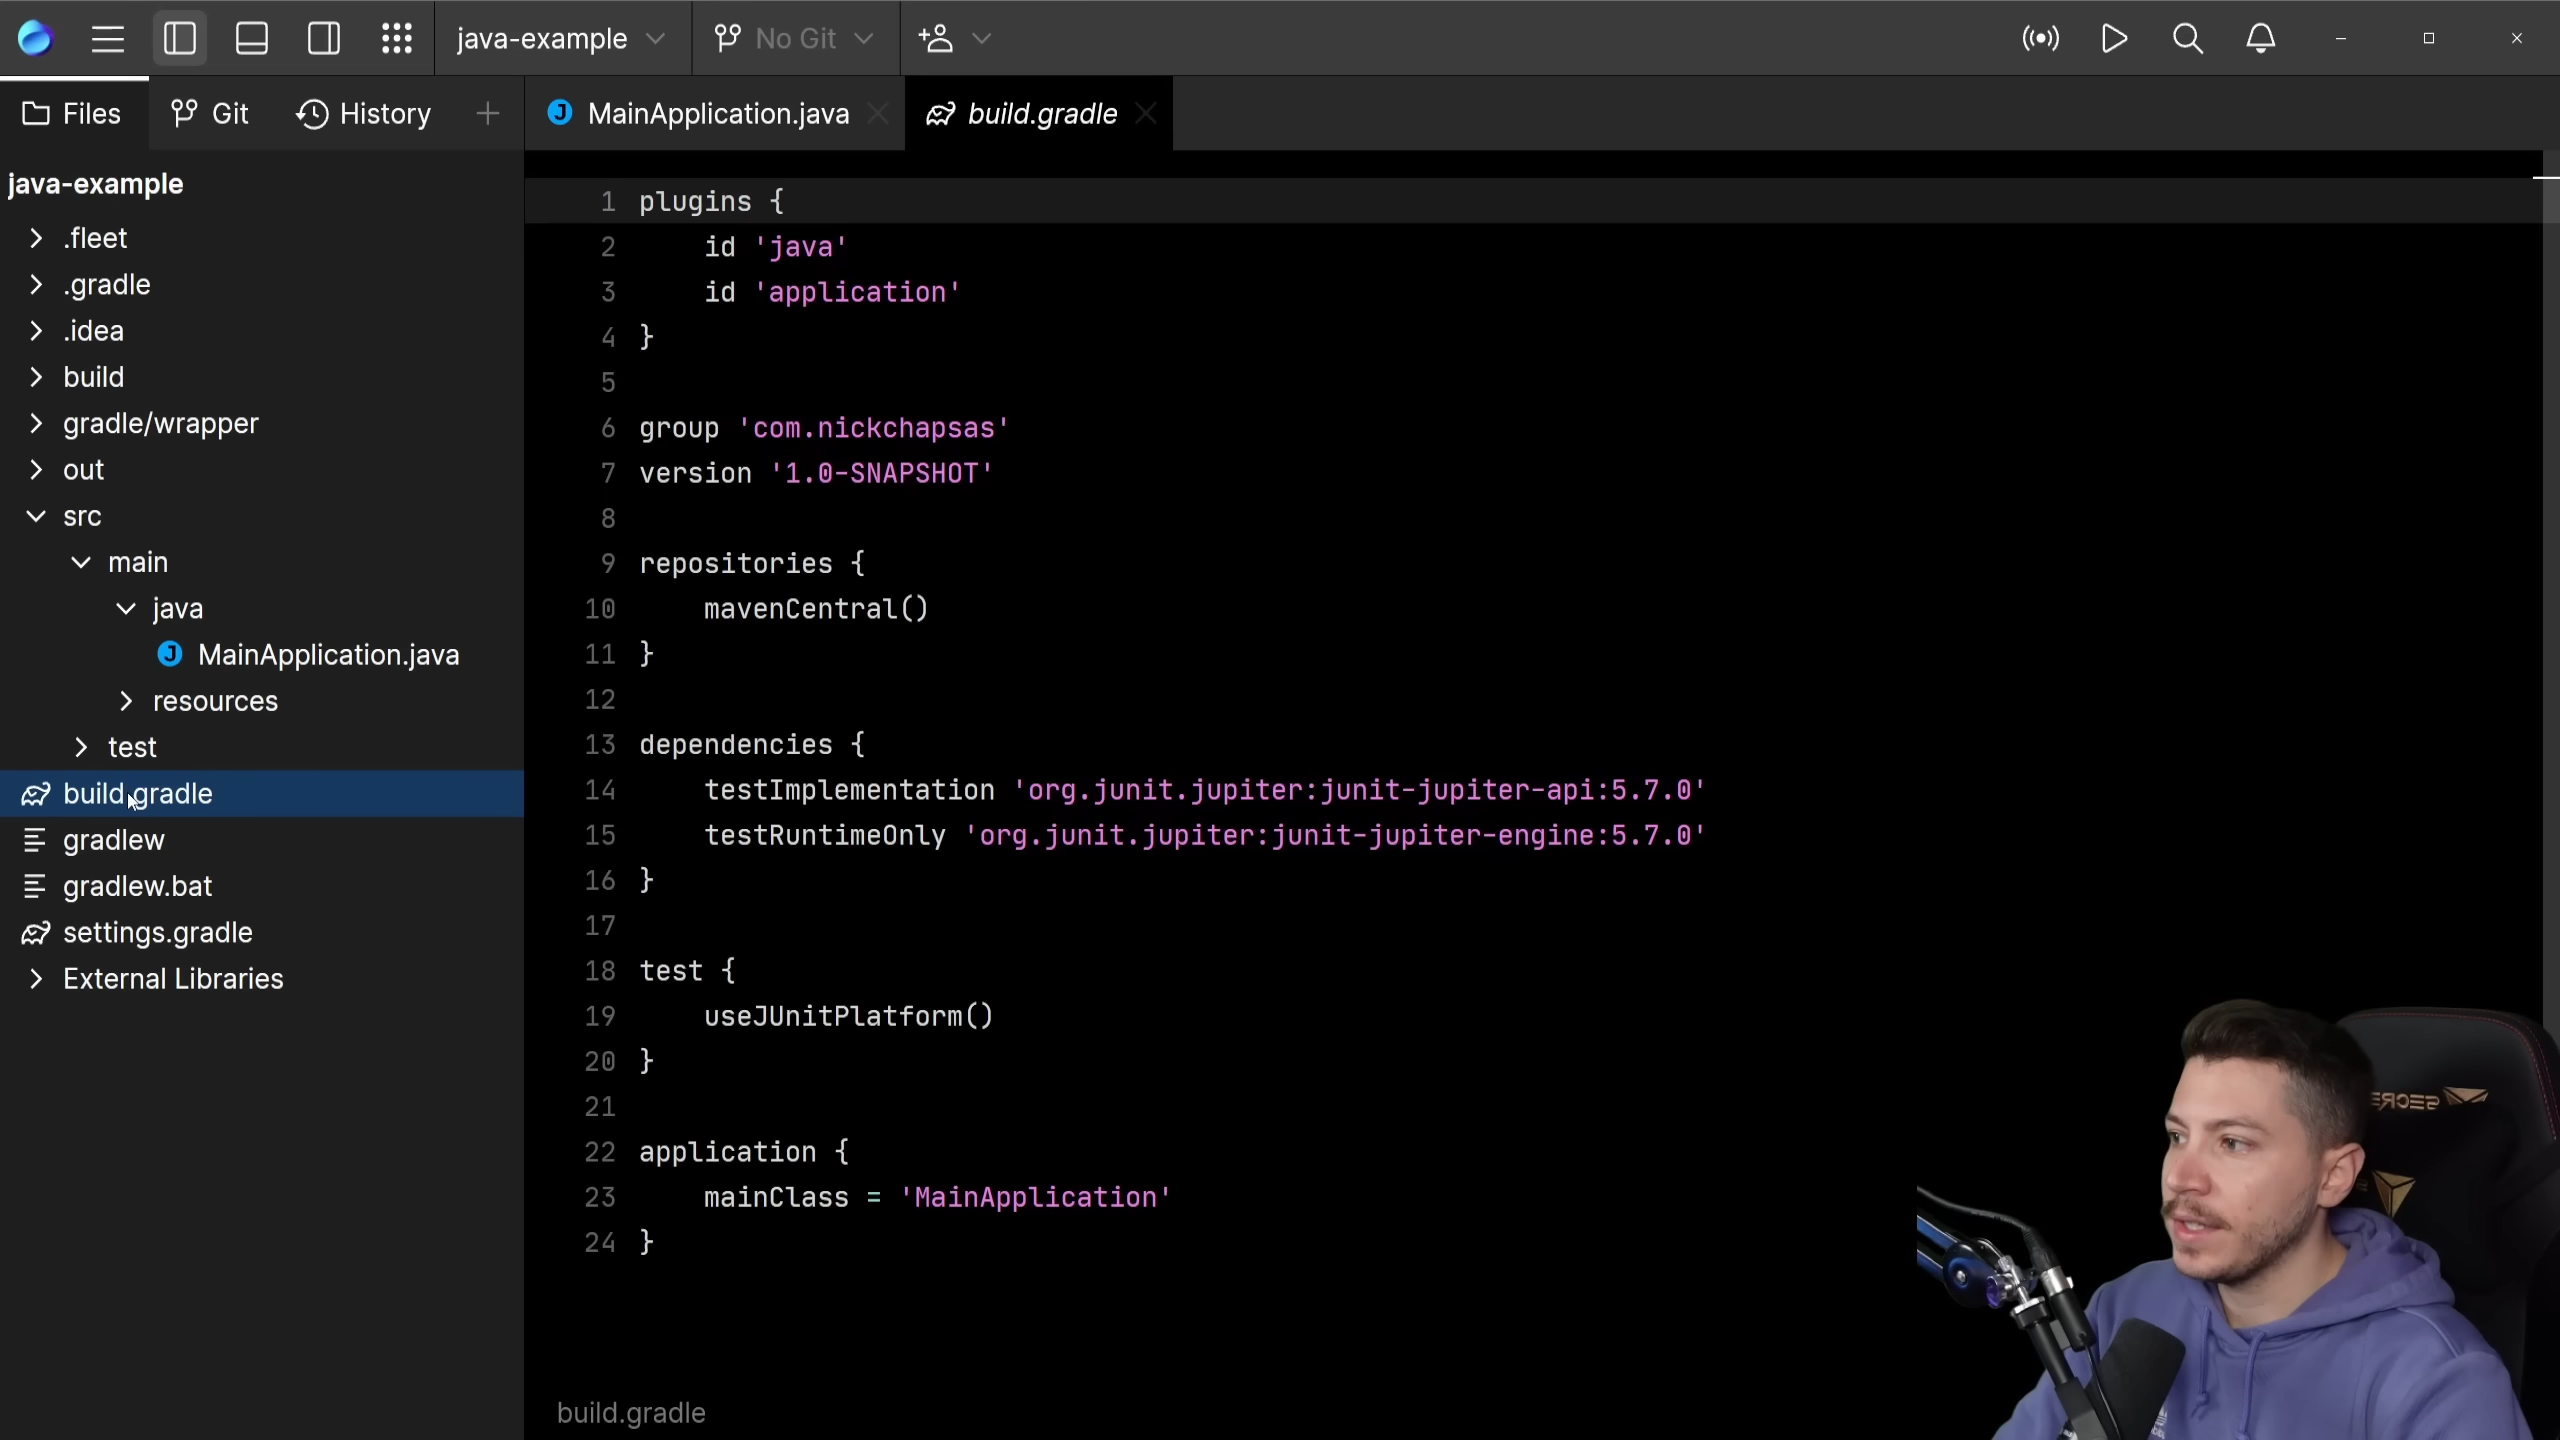 java-example
No Git
Files
Git
History
MainApplication.java
build.gradle
java-example
.fleet
.gradle
.idea
build
gradle/wrapper
out
src
main
java
MainApplication.java
resources
test
build.gradle
gradlew
gradlew.bat
settings.gradle
External Libraries
1 plugins {
2 id 'java'
3 id 'application'
4 }
5
6 group 'com.nickchapsas'
7 version '1.0-SNAPSHOT'
8
9 repositories {
10 mavenCentral()
11 }
12
13 dependencies {
14 testImplementation 'org.junit.jupiter:junit-jupiter-api:5.7.0'
15 testRuntimeOnly 'org.junit.jupiter:junit-jupiter-engine:5.7.0'
16 }
17
18 test {
19 useJUnitPlatform()
20 }
21
22 application {
23 mainClass = 'MainApplication'
24 }
build.gradle